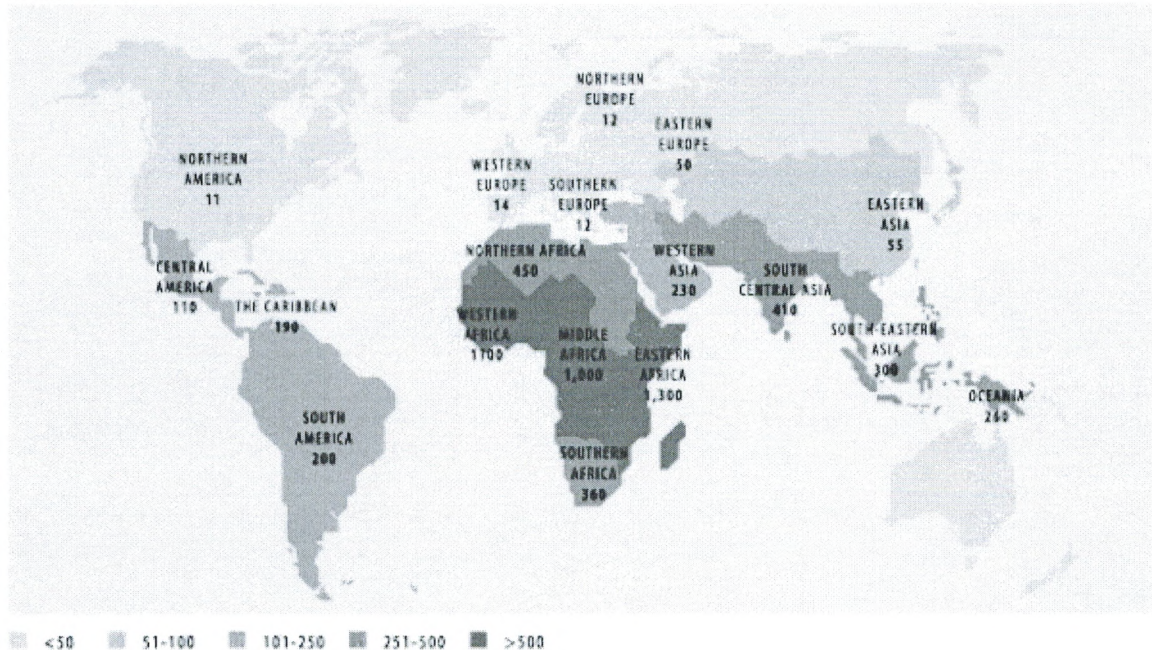 NORTHERN
EUROPE
12
EASTERN
EUROPE
50
NORTHERN
AMERICA
11
WESTERN
EUROPE
14
SOUTHERN
EUROPE
12
EASTERN
ASIA
55
NORTHERN AFRICA
450
WESTERN
ASIA
230
CENTRAL
AMERICA
110
SOUTH
CENTRAL ASIA
410
THE CARIBBEAN
190
WESTERN
AFRICA
1700
MIDDLE
AFRICA
1,000
EASTERN
AFRICA
1,300
SOUTH-EASTERN
ASIA
300
OCEANIA
SOUTH
AMERICA
200
SOUTHERN
AFRICA
360
<50 51-100 101-250 251-500 >500